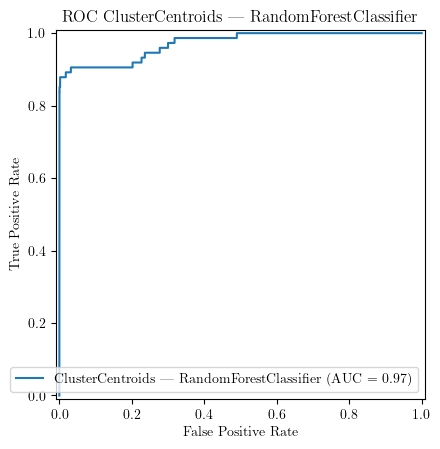 ROC ClusterCentroids — RandomForestClassifier
1.0
0.8
0.6
0.4
0.2
0.0
True Positive Rate
ClusterCentroids — RandomForestClassifier (AUC = 0.97)
0.0 0.2 0.4 0.6 0.8 1.0
False Positive Rate